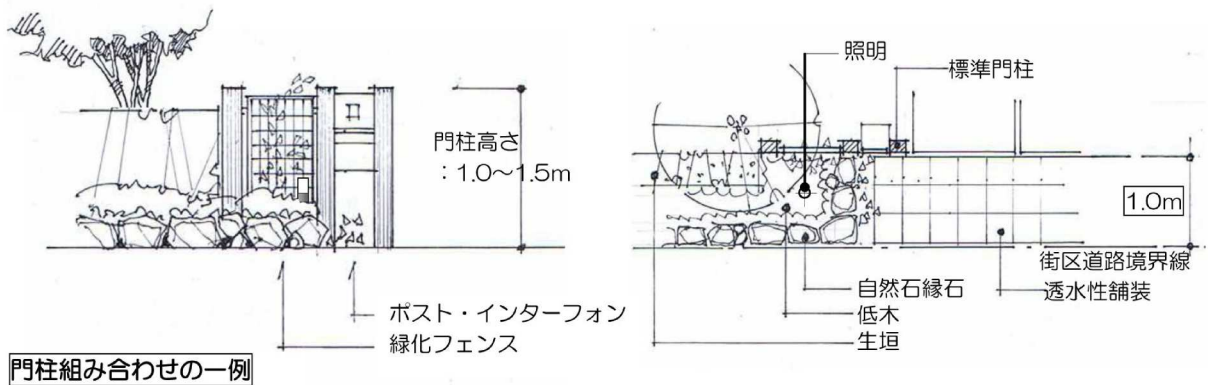 門柱高さ
：1.0～1.5m
ポスト・インターフォン
緑化フェンス
門柱組み合わせの一例
照明
標準門柱
1.0m
街区道路境界線
透水性舗装
自然石縁石
低木
生垣